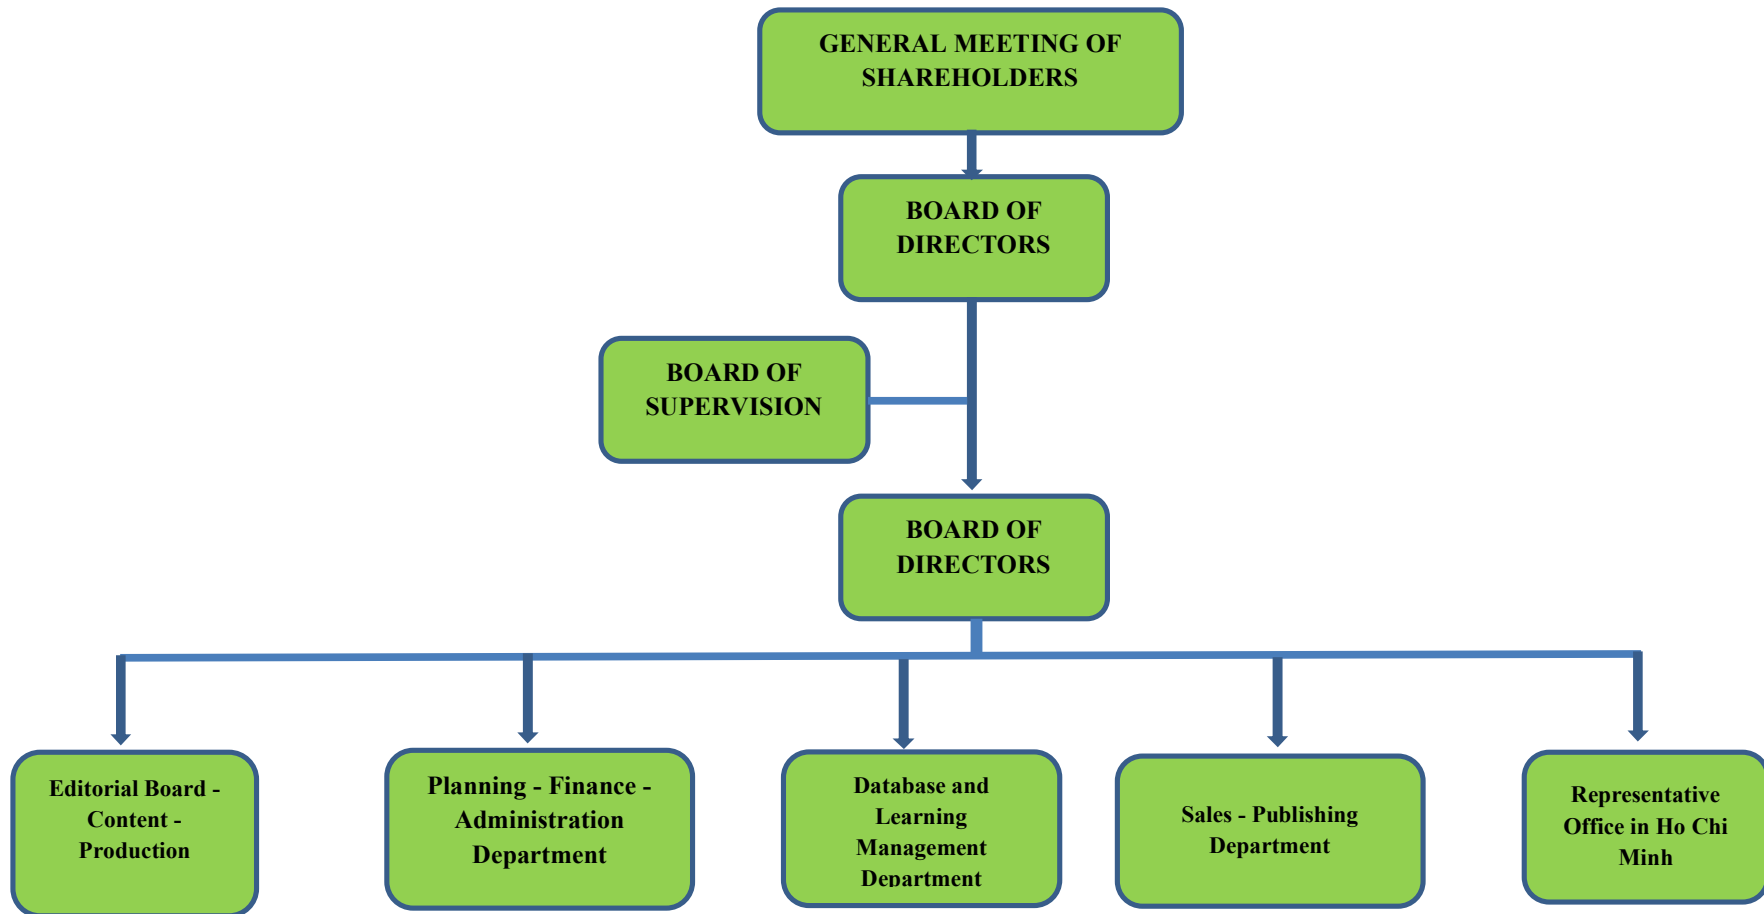 GENERAL MEETING OF
SHAREHOLDERS
BOARD OF
DIRECTORS
BOARD OF
SUPERVISION
BOARD OF
DIRECTORS
Editorial Board -
Content -
Production
Planning - Finance -
Administration
Department
Database and
Learning
Management
Department
Sales - Publishing
Department
Representative
Office in Ho Chi
Minh